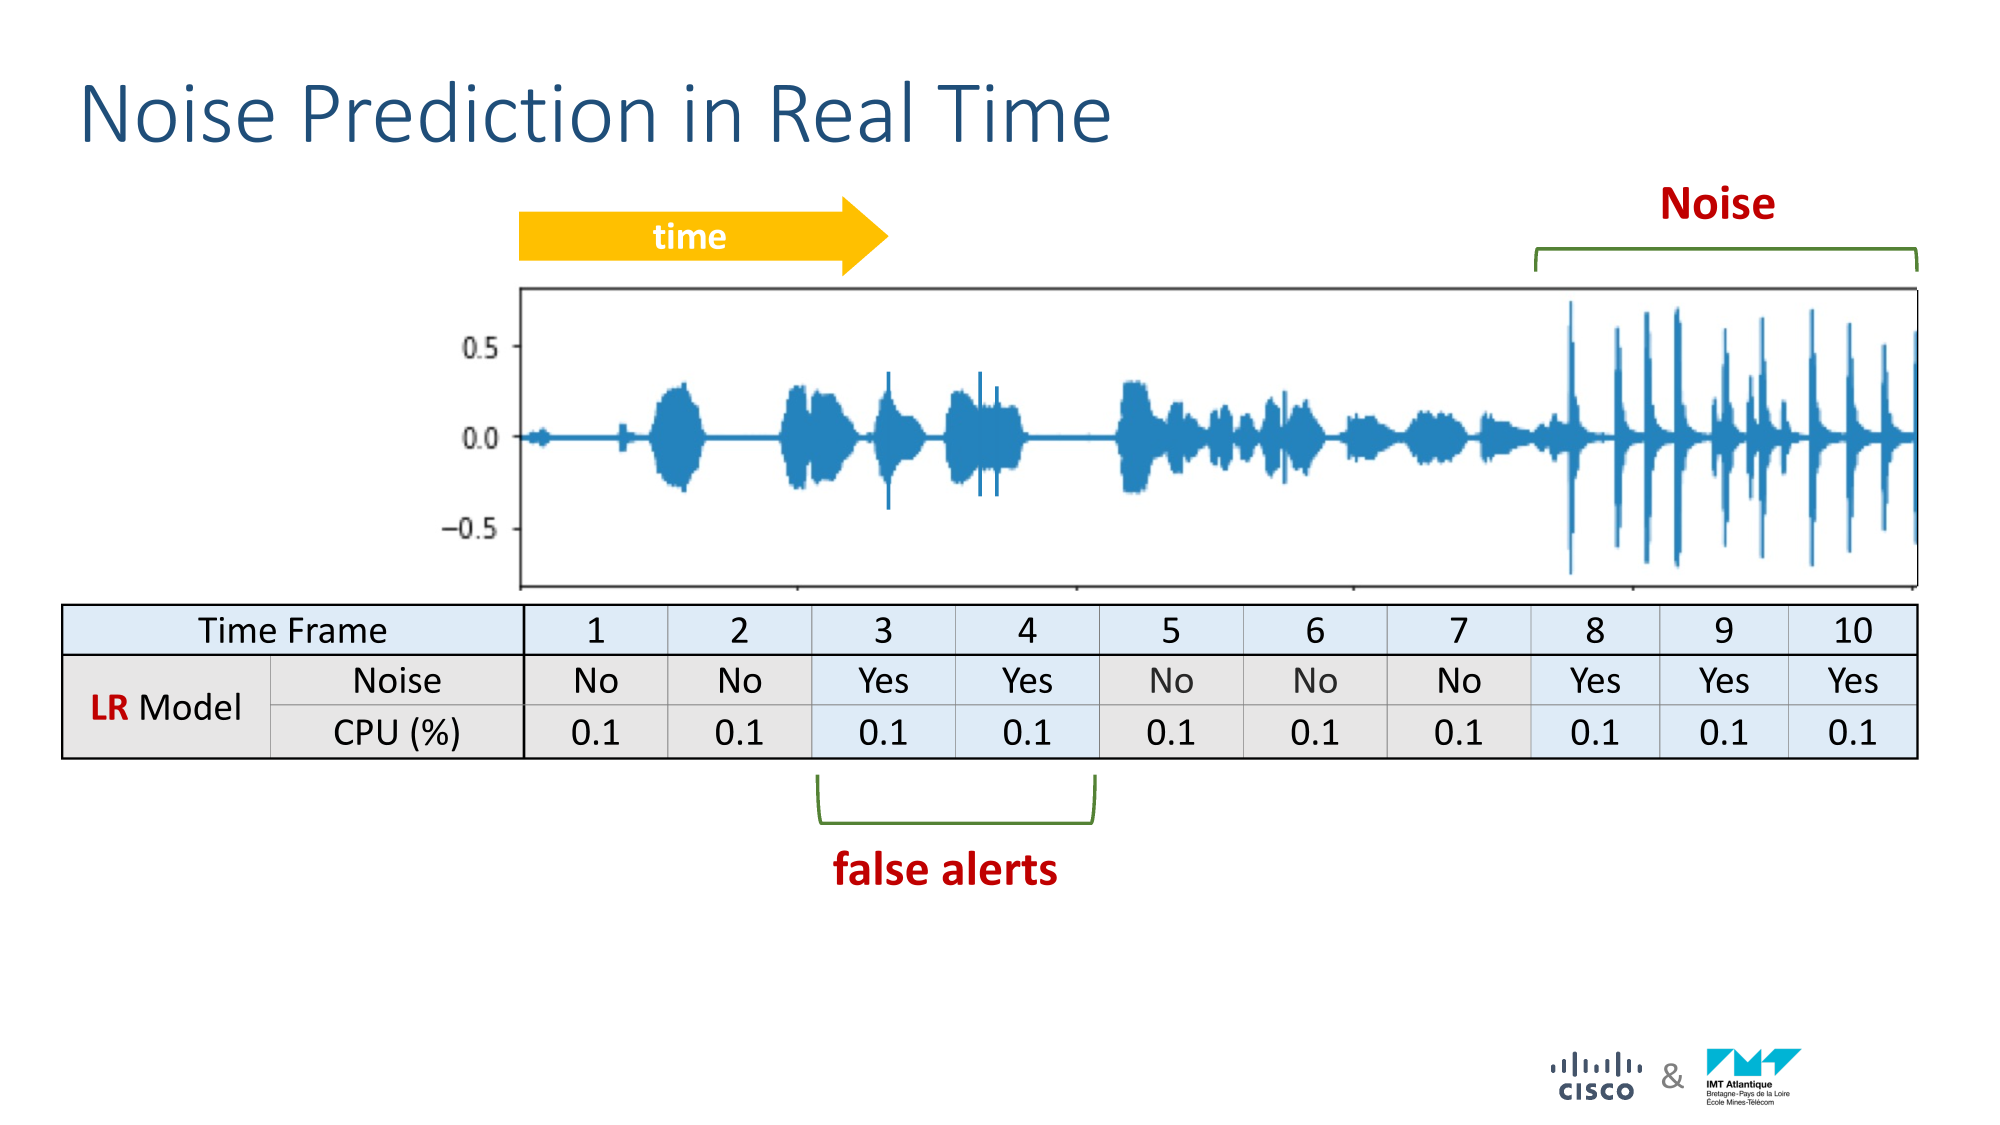 Noise Prediction in Real Time
Noise
time
0.5
0.0
−0.5
Time Frame 1 2 3 4 5 6 7 8 9 10
LR Model
Noise No No Yes Yes No No No Yes Yes Yes
CPU (%) 0.1 0.1 0.1 0.1 0.1 0.1 0.1 0.1 0.1 0.1
false alerts
CISCO
&
IMT Atlantique
Bretagne-Pays de la Loire
École Mines-Télécom